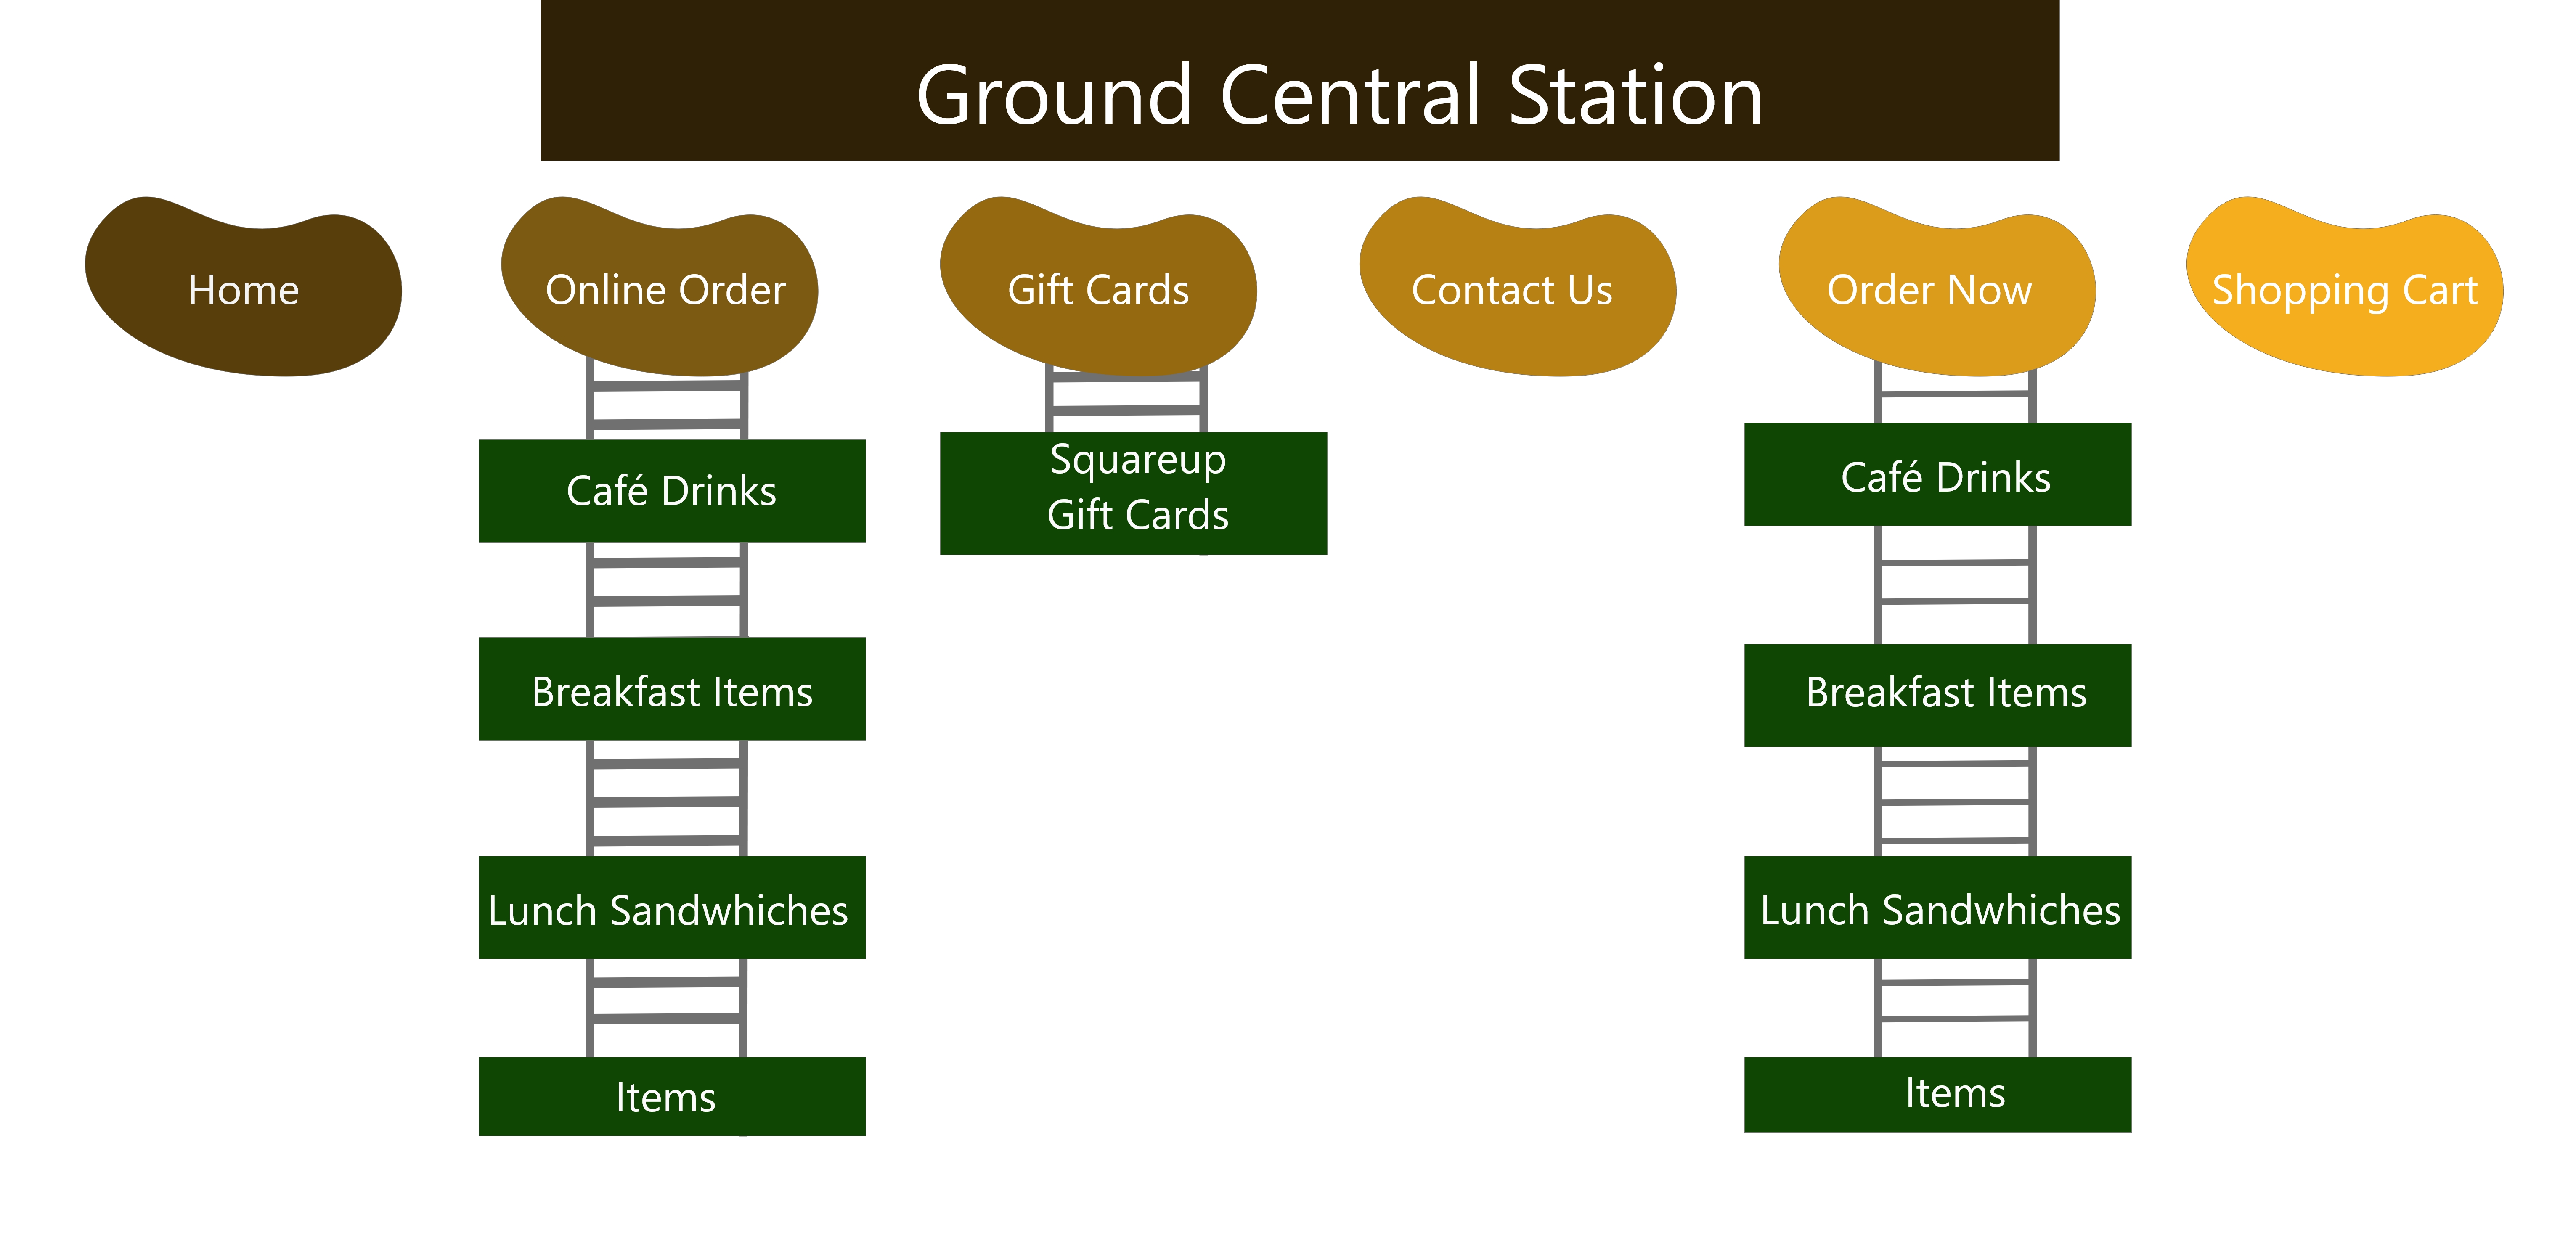 Ground Central Station
Home
Online Order
Gift Cards
Contact Us
Order Now
Shopping Cart
Café Drinks
Breakfast Items
Lunch Sandwhiches
Items
Squareup
Gift Cards
Café Drinks
Breakfast Items
Lunch Sandwhiches
Items